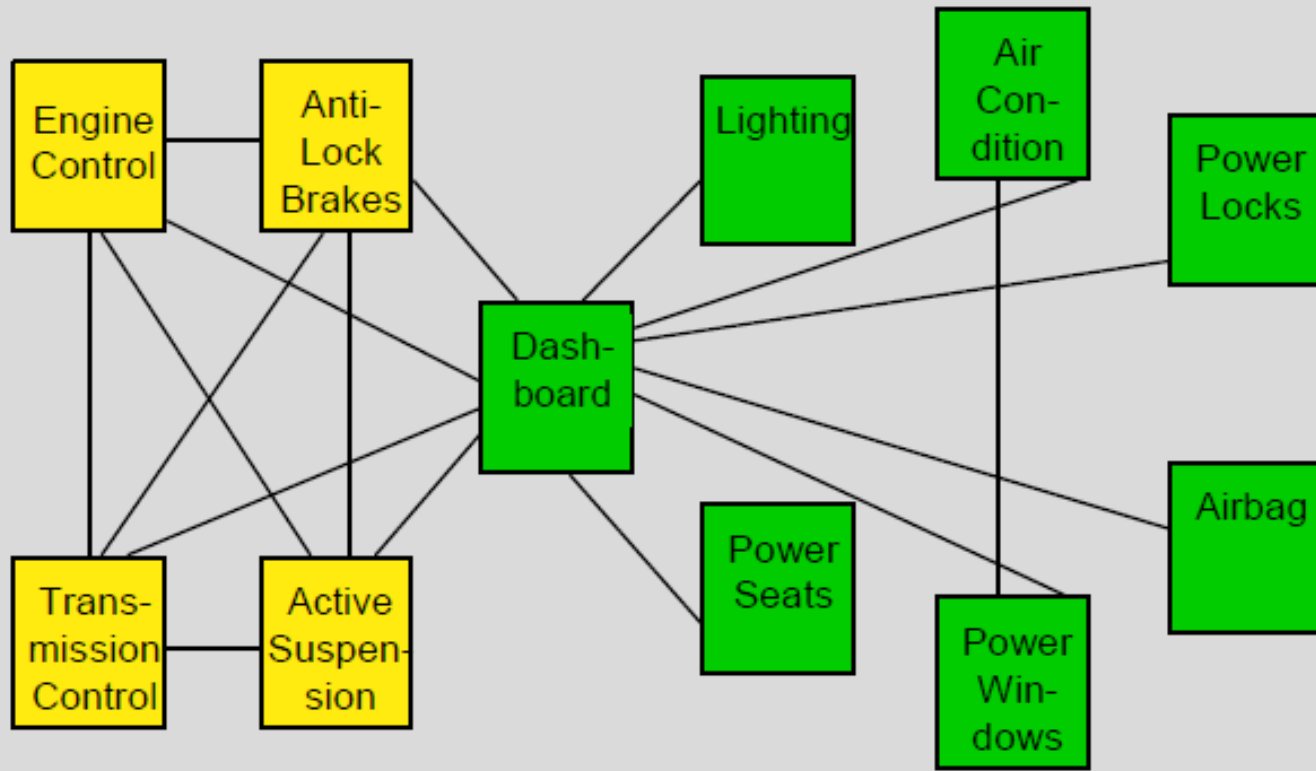 Engine
Control
Anti-
Lock
Brakes
Lighting
Air
Con-
dition
Power
Locks
Dash-
board
Trans-
mission
Control
Active
Suspen-
sion
Power
Seats
Power
Win-
dows
Airbag